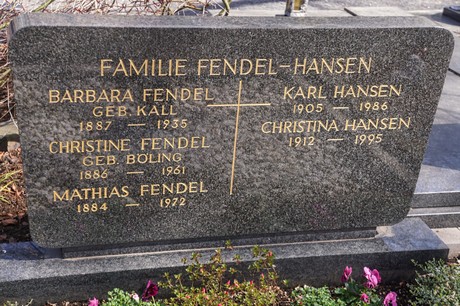 FAMILIE FENDEL-HANSEN
BARBARA FENDEL
GEB. KALL
1887 — 1935
CHRISTINE FENDEL
GEB. BÖLING
1886 — 1961
MATHIAS FENDEL
1884 — 1972
KARL HANSEN
1905 — 1986
CHRISTINA HANSEN
1912 — 1995